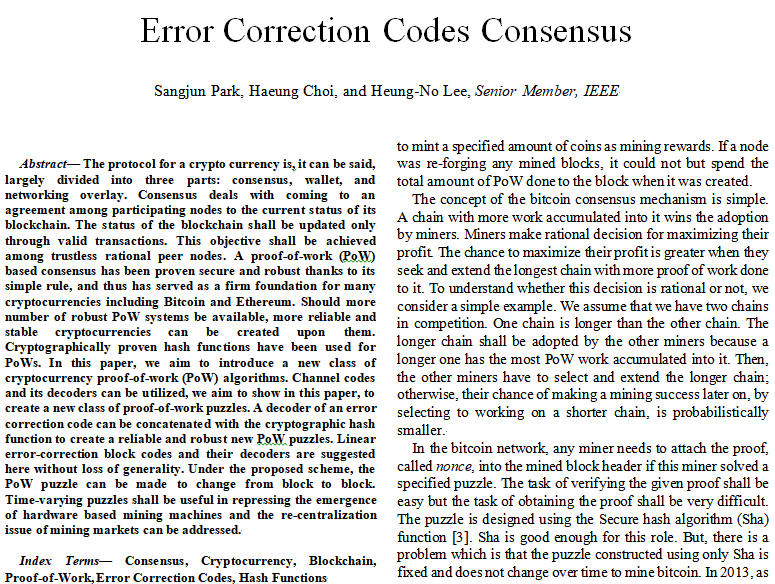 Error Correction Codes Consensus
Sangjun Park, Haeung Choi, and Heung-No Lee, Senior Member, IEEE
Abstract— The protocol for a crypto currency is, it can be said,
largely divided into three parts: consensus, wallet, and
networking overlay. Consensus deals with coming to an
agreement among participating nodes to the current status of its
blockchain. The status of the blockchain shall be updated only
through valid transactions. This objective shall be achieved
among trustless rational peer nodes. A proof-of-work (PoW)
based consensus has been proven secure and robust thanks to its
simple rule, and thus has served as a firm foundation for many
cryptocurrencies including Bitcoin and Ethereum. Should more
number of robust PoW systems be available, more reliable and
stable cryptocurrencies can be created upon them.
Cryptographically proven hash functions have been used for
PoWs. In this paper, we aim to introduce a new class of
cryptocurrency proof-of-work (PoW) algorithms. Channel codes
and its decoders can be utilized, we aim to show in this paper, to
create a new class of proof-of-work puzzles. A decoder of an error
correction code can be concatenated with the cryptographic hash
function to create a reliable and robust new PoW puzzles. Linear
error-correction block codes and their decoders are suggested
here without loss of generality. Under the proposed scheme, the
PoW puzzle can be made to change from block to block.
Time-varying puzzles shall be useful in repressing the emergence
of hardware based mining machines and the re-centralization
issue of mining markets can be addressed.
Index Terms— Consensus, Cryptocurrency, Blockchain,
Proof-of-Work, Error Correction Codes, Hash Functions
to mint a specified amount of coins as mining rewards. If a node
was re-forging any mined blocks, it could not but spend the
total amount of PoW done to the block when it was created.
The concept of the bitcoin consensus mechanism is simple.
A chain with more work accumulated into it wins the adoption
by miners. Miners make rational decision for maximizing their
profit. The chance to maximize their profit is greater when they
seek and extend the longest chain with more proof of work done
to it. To understand whether this decision is rational or not, we
consider a simple example. We assume that we have two chains
in competition. One chain is longer than the other chain. The
longer chain shall be adopted by the other miners because a
longer one has the most PoW work accumulated into it. Then,
the other miners have to select and extend the longer chain;
otherwise, their chance of making a mining success later on, by
selecting to working on a shorter chain, is probabilistically
smaller.
In the bitcoin network, any miner needs to attach the proof,
called nonce, into the mined block header if this miner solved a
specified puzzle. The task of verifying the given proof shall be
easy but the task of obtaining the proof shall be very difficult.
The puzzle is designed using the Secure hash algorithm (Sha)
function [3]. Sha is good enough for this role. But, there is a
problem which is that the puzzle constructed using only Sha is
fixed and does not change over time to mine bitcoin. In 2013, as